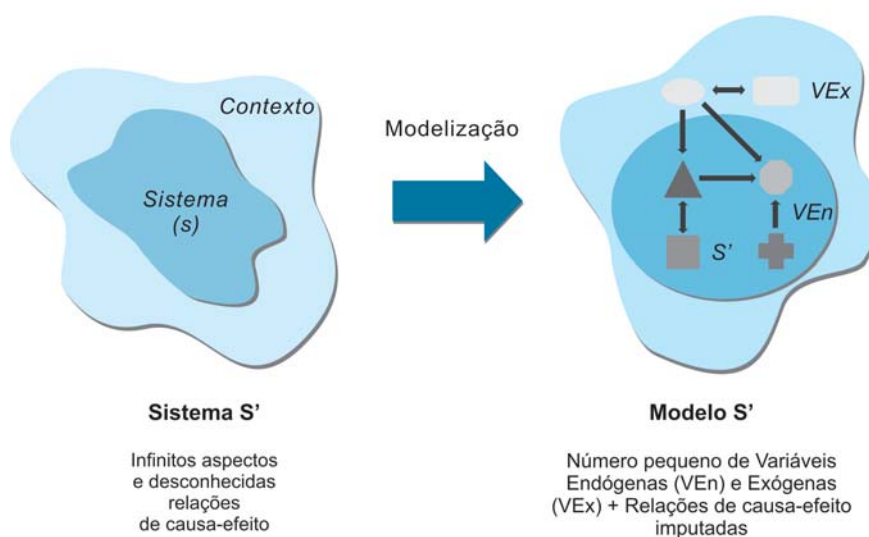 Contexto
Sistema
(s)
Modelização
VEx
VEn
S’
Sistema S’
Infinitos aspectos
e desconhecidas
relações
de causa-efeito
Modelo S’
Número pequeno de Variáveis
Endógenas (VEn) e Exógenas
(VEx) + Relações de causa-efeito
imputadas